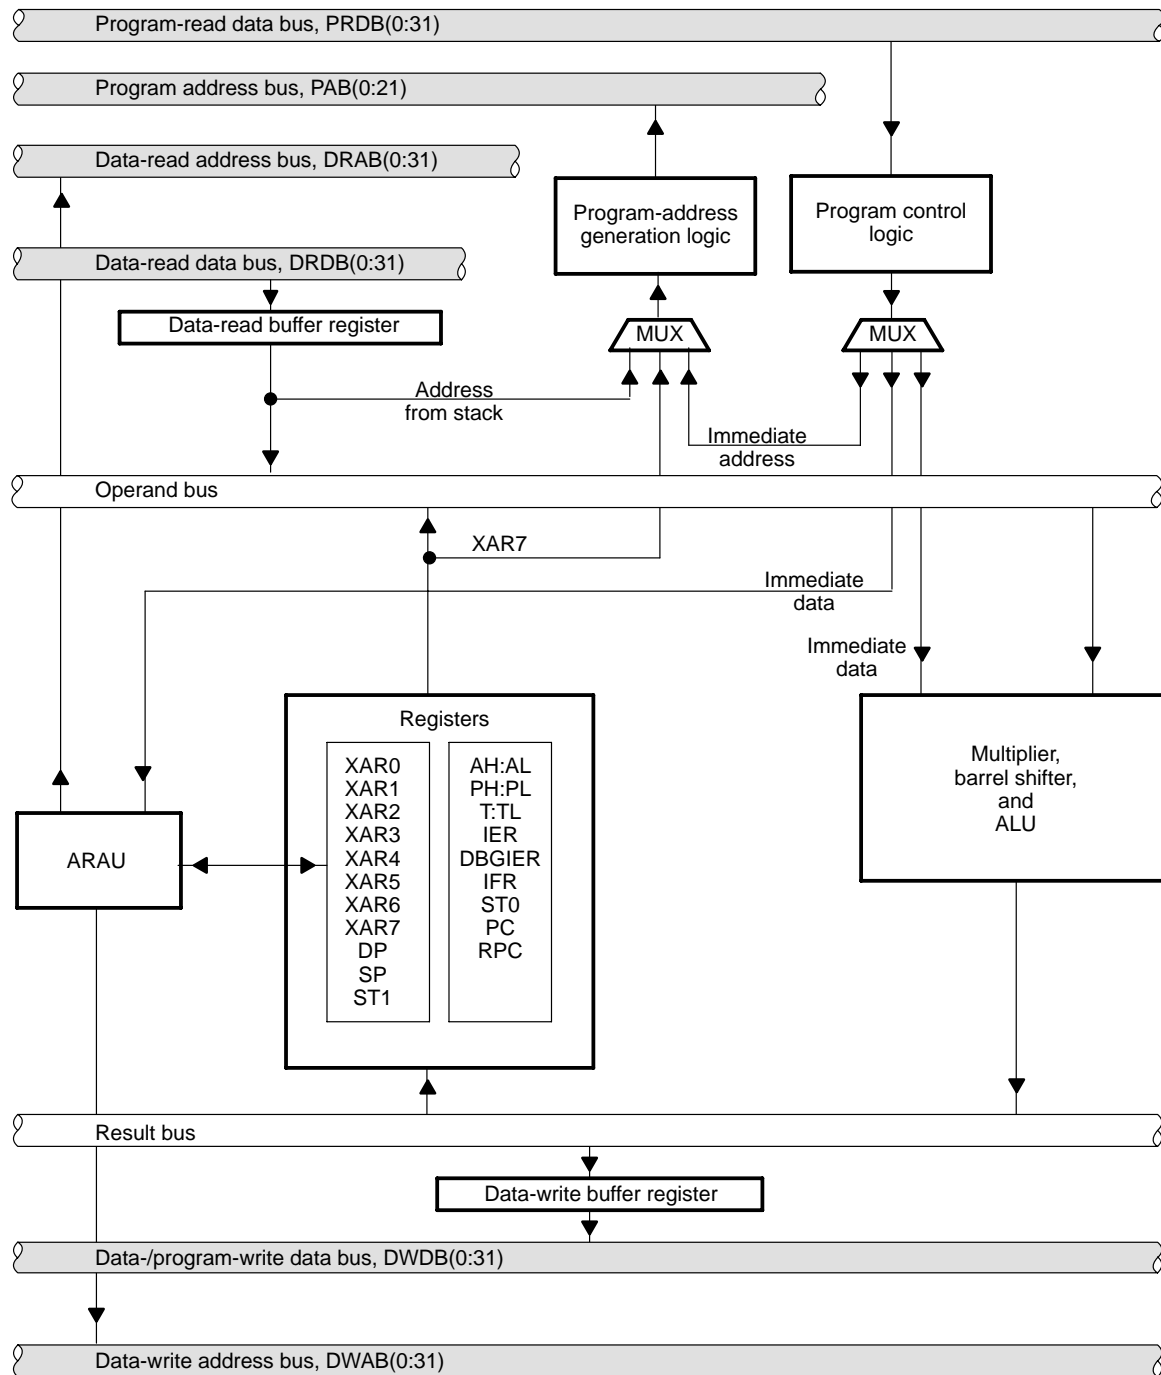 Program-read data bus, PRDB(0:31)
Program address bus, PAB(0:21)
Data-read address bus, DRAB(0:31)
Program-address
generation logic
Program control
logic
Data-read data bus, DRDB(0:31)
Data-read buffer register
MUX
MUX
Address
from stack
Immediate
address
Operand bus
XAR7
Immediate
data
Immediate
data
Registers
XAR0
XAR1
XAR2
XAR3
XAR4
XAR5
XAR6
XAR7
DP
SP
ST1
AH:AL
PH:PL
T:TL
IER
DBGIER
IFR
ST0
PC
RPC
Multiplier,
barrel shifter,
and
ALU
ARAU
Result bus
Data-write buffer register
Data-/program-write data bus, DWDB(0:31)
Data-write address bus, DWAB(0:31)